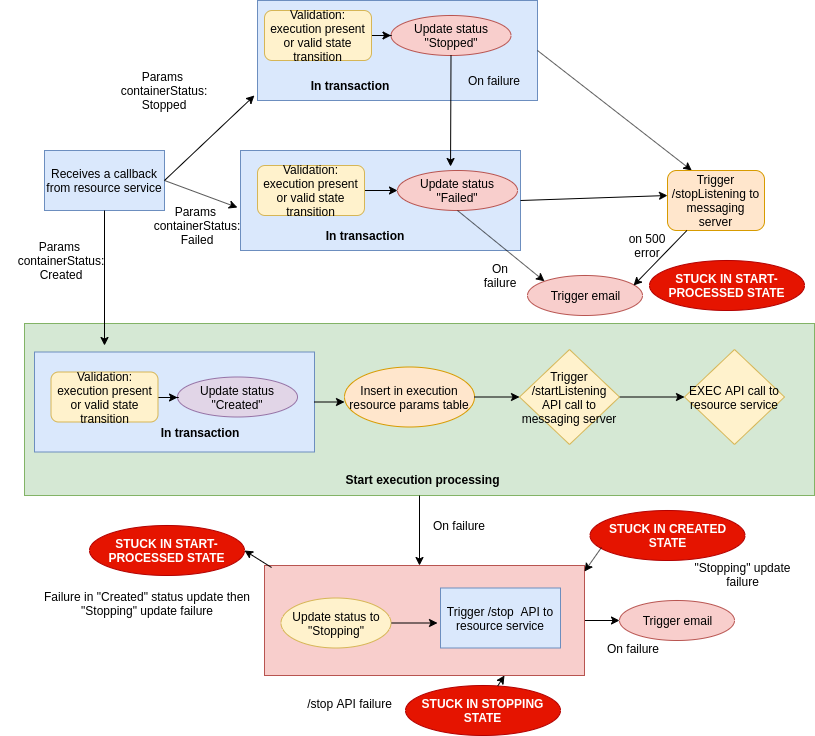 Validation:
execution present
or valid state
transition
Update status
"Stopped"
In transaction
On failure
Params
containerStatus:
Stopped
Receives a callback
from resource service
Validation:
execution present
or valid state
transition
Update status
"Failed"
In transaction
Trigger
/stopListening to
messaging
server
Params
containerStatus:
Failed
on 500
error
Params
containerStatus:
Created
On
failure
Trigger email
STUCK IN START-
PROCESSED STATE
Validation:
execution present
or valid state
transition
Update status
"Created"
In transaction
Insert in execution
resource params table
Trigger
/startListening
API call to
messaging server
EXEC API call to
resource service
Start execution processing
On failure
STUCK IN START-
PROCESSED STATE
STUCK IN CREATED
STATE
"Stopping" update
failure
Failure in "Created" status update then
"Stopping" update failure
Update status to
"Stopping"
Trigger /stop  API to
resource service
Trigger email
On failure
/stop API failure
STUCK IN STOPPING
STATE